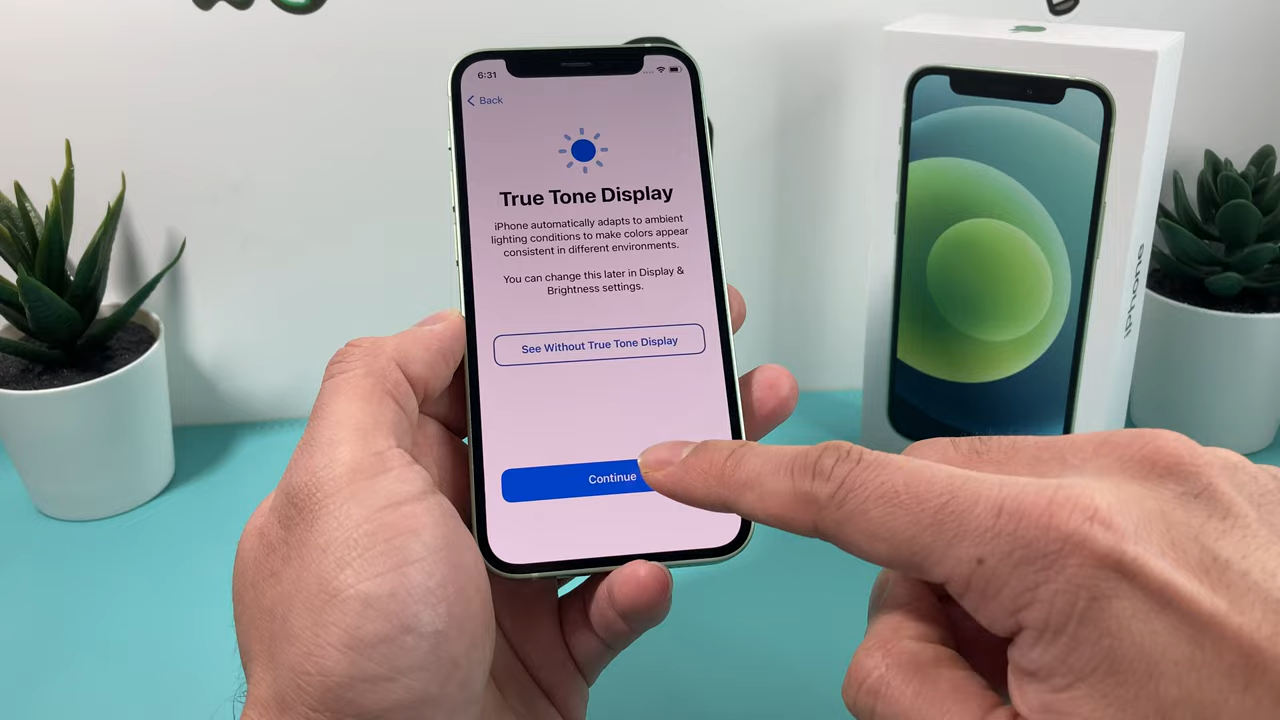 6:31
Back
True Tone Display
iPhone automatically adapts to ambient
lighting conditions to make colors appear
consistent in different environments.
You can change this later in Display &
Brightness settings.
See Without True Tone Display
Continue
iPhone